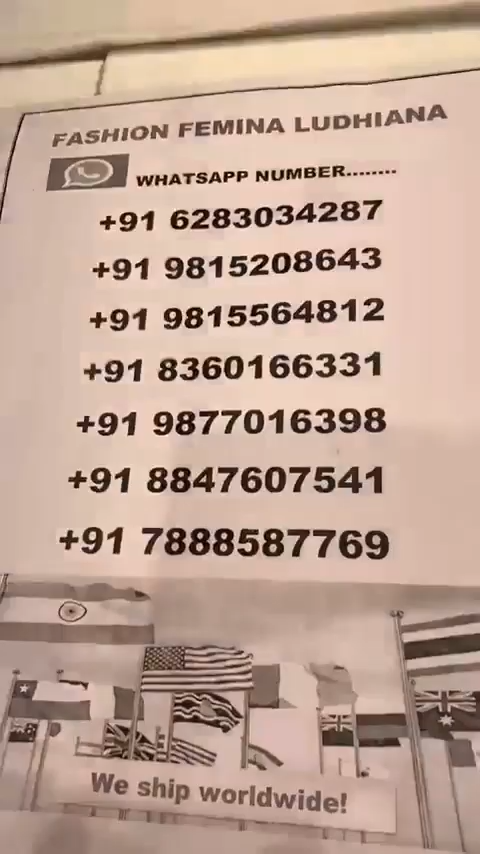 FASHION FEMINA LUDHIANA
WHATSAPP NUMBER........
+91 6283034287
+91 9815208643
+91 9815564812
+91 8360166331
+91 9877016398
+91 8847607541
+91 7888587769
We ship worldwide!